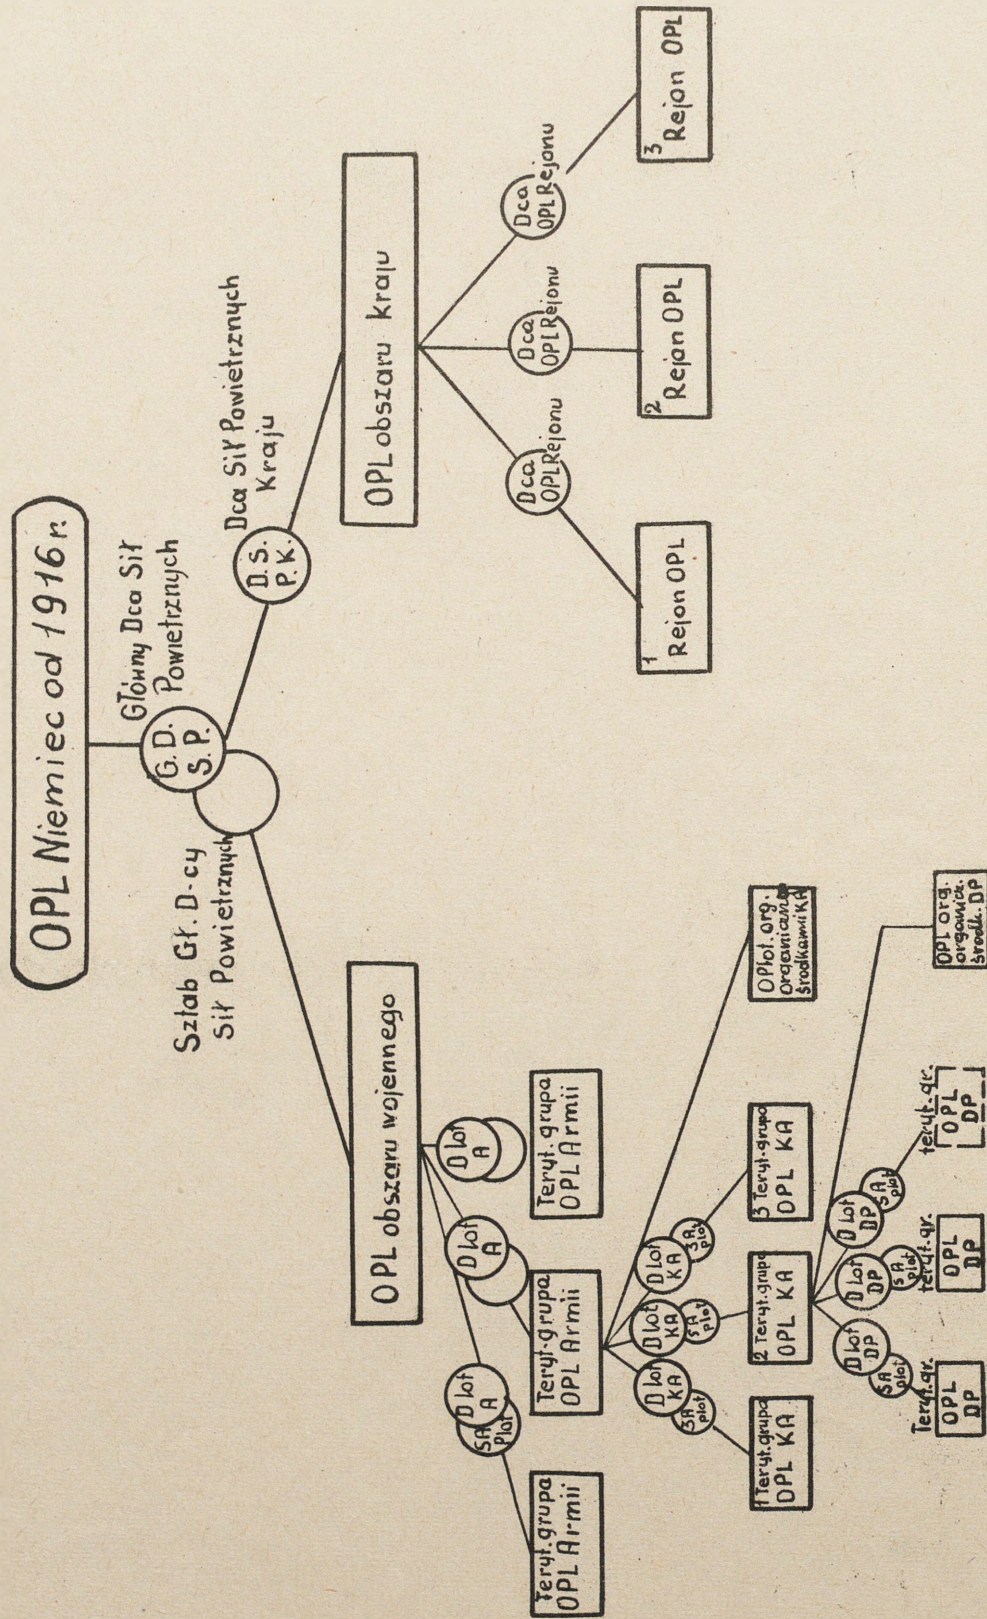 OPL Niemiec od 1916 r.
Główny Dca Sił
Powietrznych
G. D.
S. P.
Sztab Gł. D-cy
Sił Powietrznych
Dca Sił Powietrznych
Kraju
D. S.
P. K.
OPL obszaru wojennego
OPL obszaru kraju
D lot
A
SA
Plot
D lot
A
D lot
A
Dca
OPL Rejonu
Dca
OPL Rejonu
Dca
OPL Rejonu
Teryt. grupa
OPL Armii
Teryt. grupa
OPL Armii
Teryt. grupa
OPL Armii
1
Rejon OPL
2
Rejon OPL
3
Rejon OPL
D lot
KA
SA
plot
D lot
KA
SA
plot
D lot
KA
SA
plot
1 Teryt. grupa
OPL KA
2 Teryt. grupa
OPL KA
3 Teryt. grupa
OPL KA
OPlot. org.
organiczn
środkami KA
D lot
DP
SA
plot
D lot
DP
SA
plot
D lot
DP
SA
plot
Teryt. gr.
OPL
DP
teryt. gr.
OPL
DP
teryt. gr.
OPL
DP
OPL org.
organicz.
środk. DP